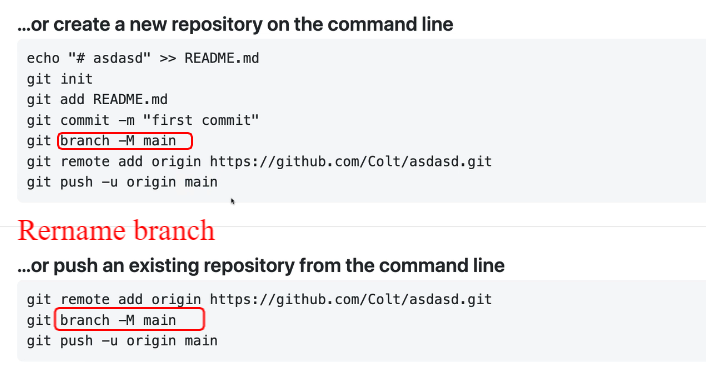 ...or create a new repository on the command line
echo "# asdasd" >> README.md
git init
git add README.md
git commit -m "first commit"
git branch -M main
git remote add origin https://github.com/Colt/asdasd.git
git push -u origin main
Rername branch
...or push an existing repository from the command line
git remote add origin https://github.com/Colt/asdasd.git
git branch -M main
git push -u origin main